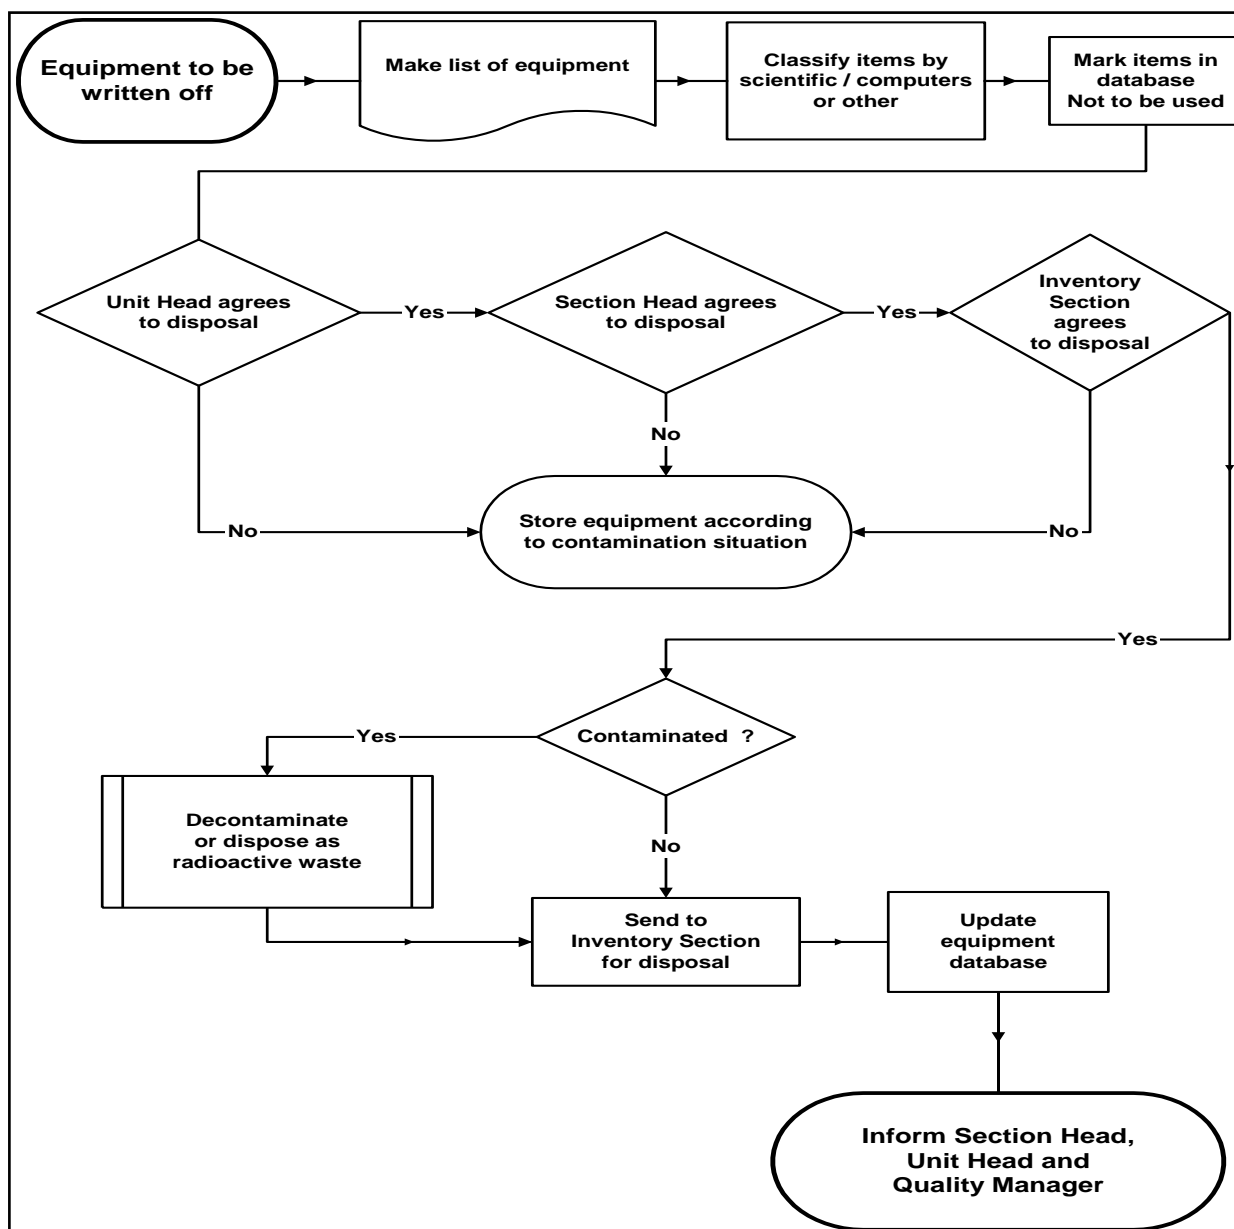 Equipment to be
written off
Make list of equipment
Classify items by
scientific / computers
or other
Mark items in
database
Not to be used
Unit Head agrees
to disposal
Yes
Section Head agrees
to disposal
Yes
Inventory
Section
agrees
to disposal
No
No
Store equipment according
to contamination situation
No
Yes
Contaminated ?
Yes
Decontaminate
or dispose as
radioactive waste
No
Send to
Inventory Section
for disposal
Update
equipment
database
Inform Section Head,
Unit Head and
Quality Manager